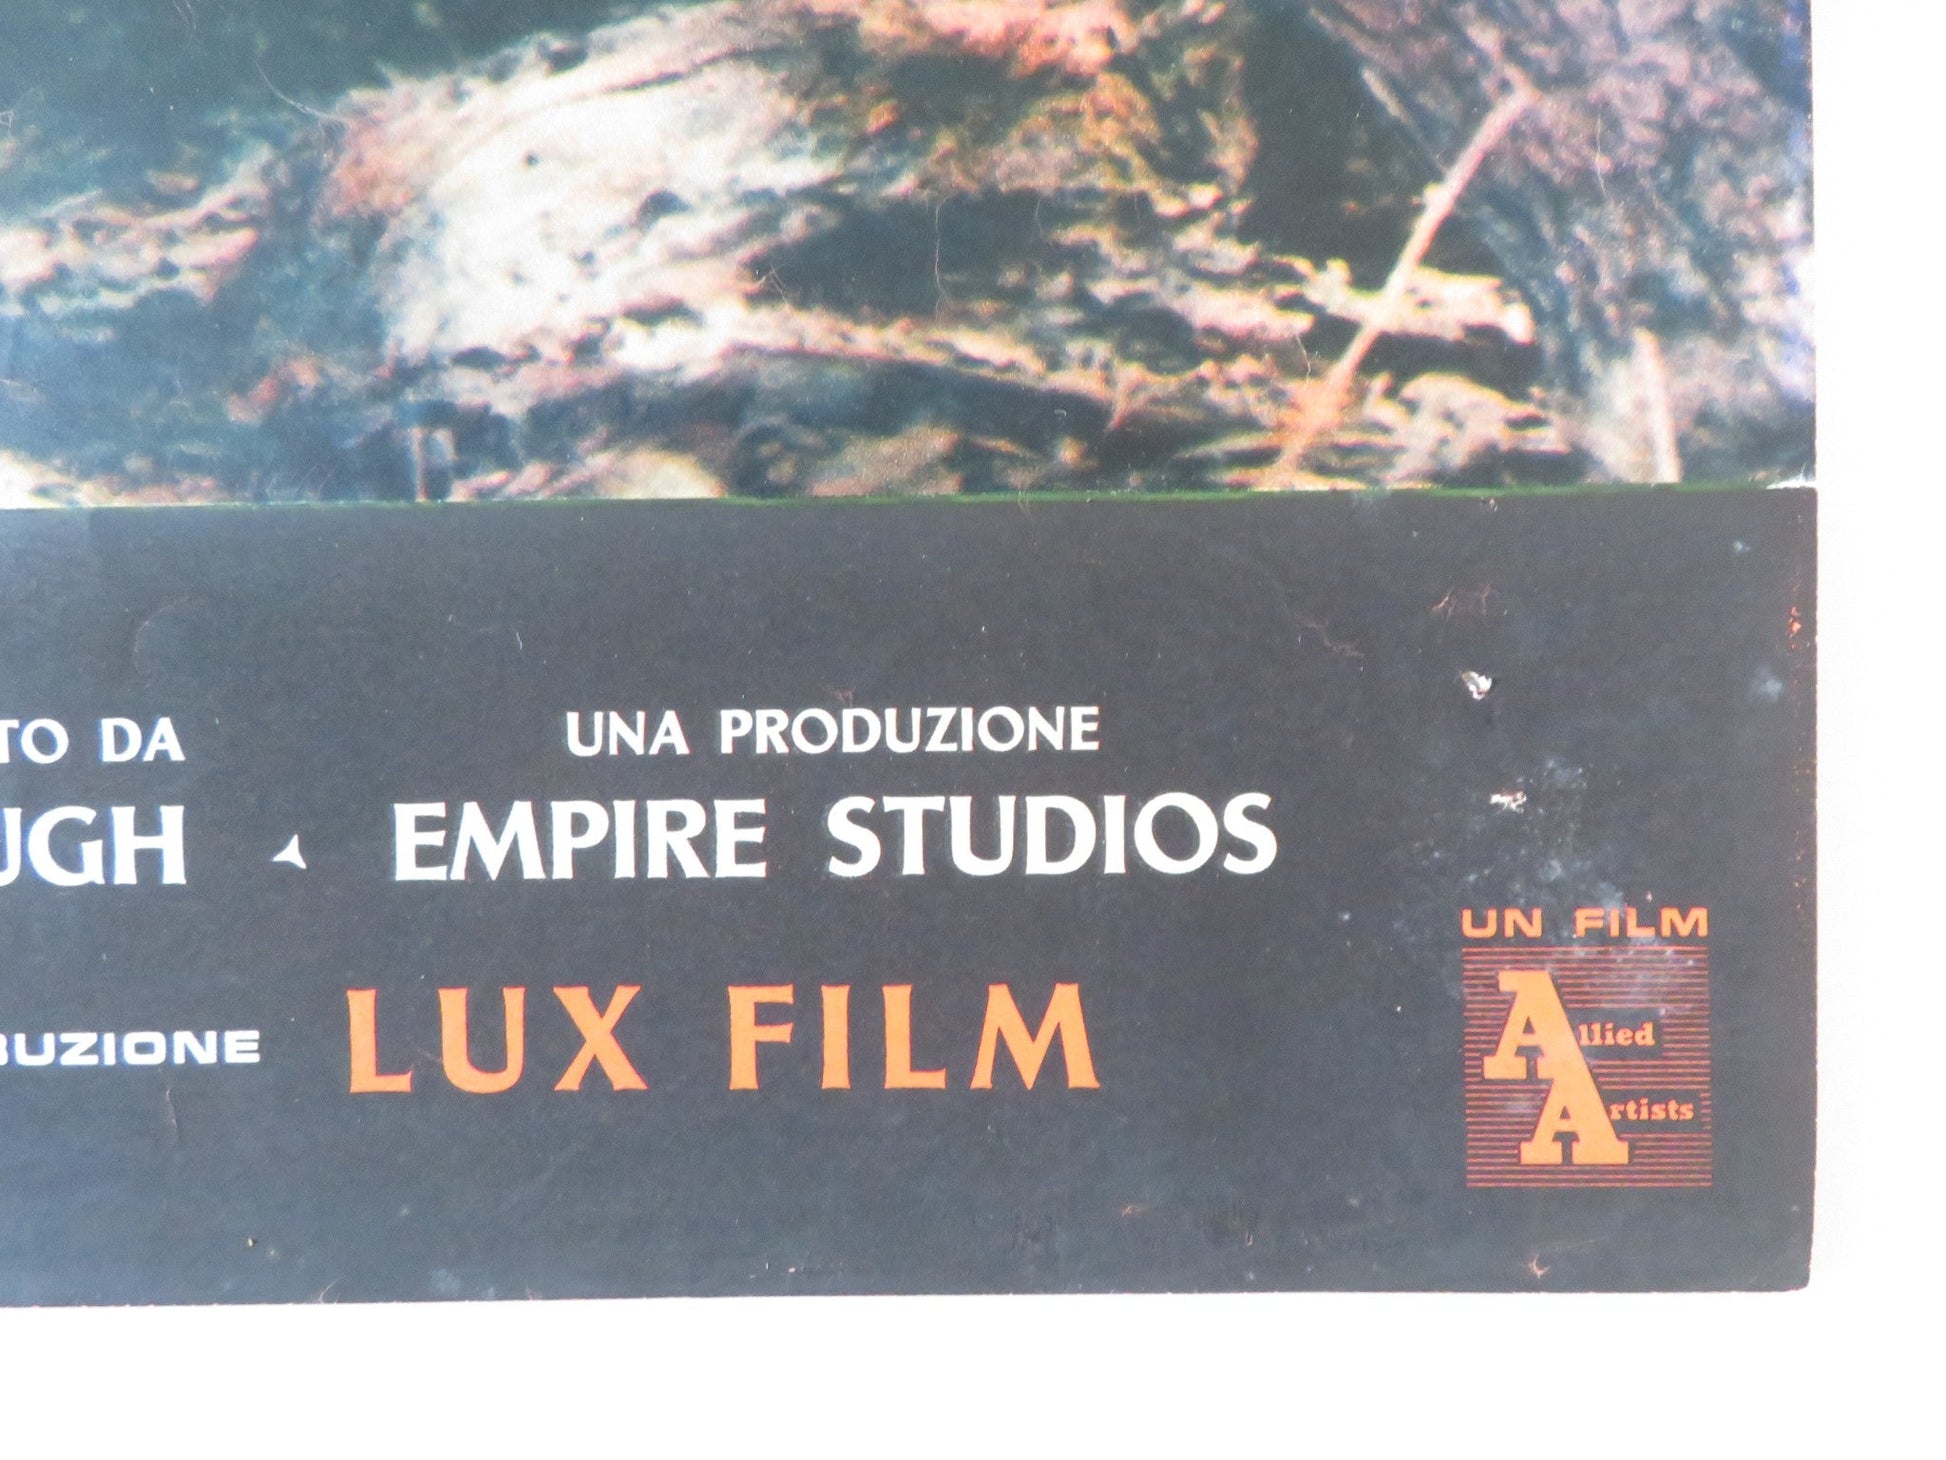 TO DA
UGH
UNA PRODUZIONE
EMPIRE STUDIOS
BUZIONE LUX FILM
UN FILM
Allied
Artists